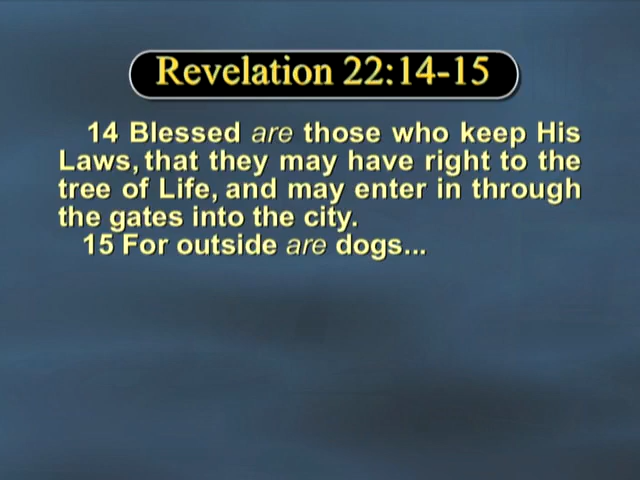 Revelation 22:14-15
14 Blessed are those who keep His
Laws, that they may have right to the
tree of Life, and may enter in through
the gates into the city.
15 For outside are dogs...